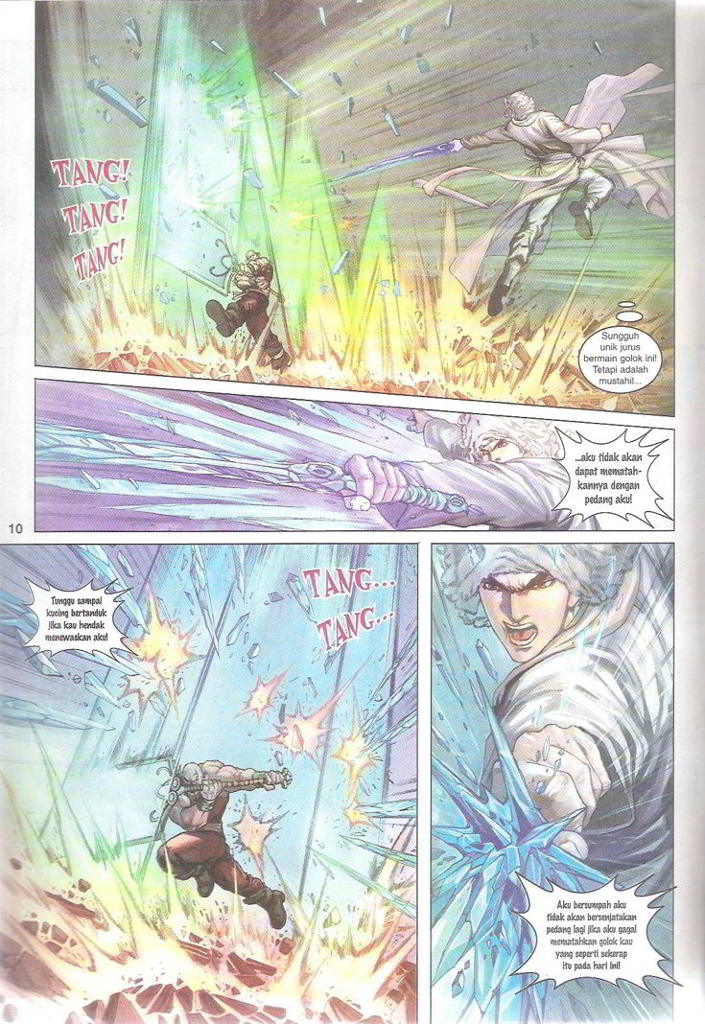 TANG!
TANG!
TANG!
Sungguh
unik jurus
bermain golok ini!
Tetapi adalah
mustahil...
...aku tidak akan
dapat mematah-
kannya dengan
pedang aku!
10
Tunggu sampai
kucing bertanduk
jika kau hendak
menewaskan aku!
TANG...
TANG...
Aku bersumpah aku
tidak akan bersenjatakan
pedang lagi jika aku gagal
mematahkan golok kau
yang seperti sekerap
itu pada hari ini!